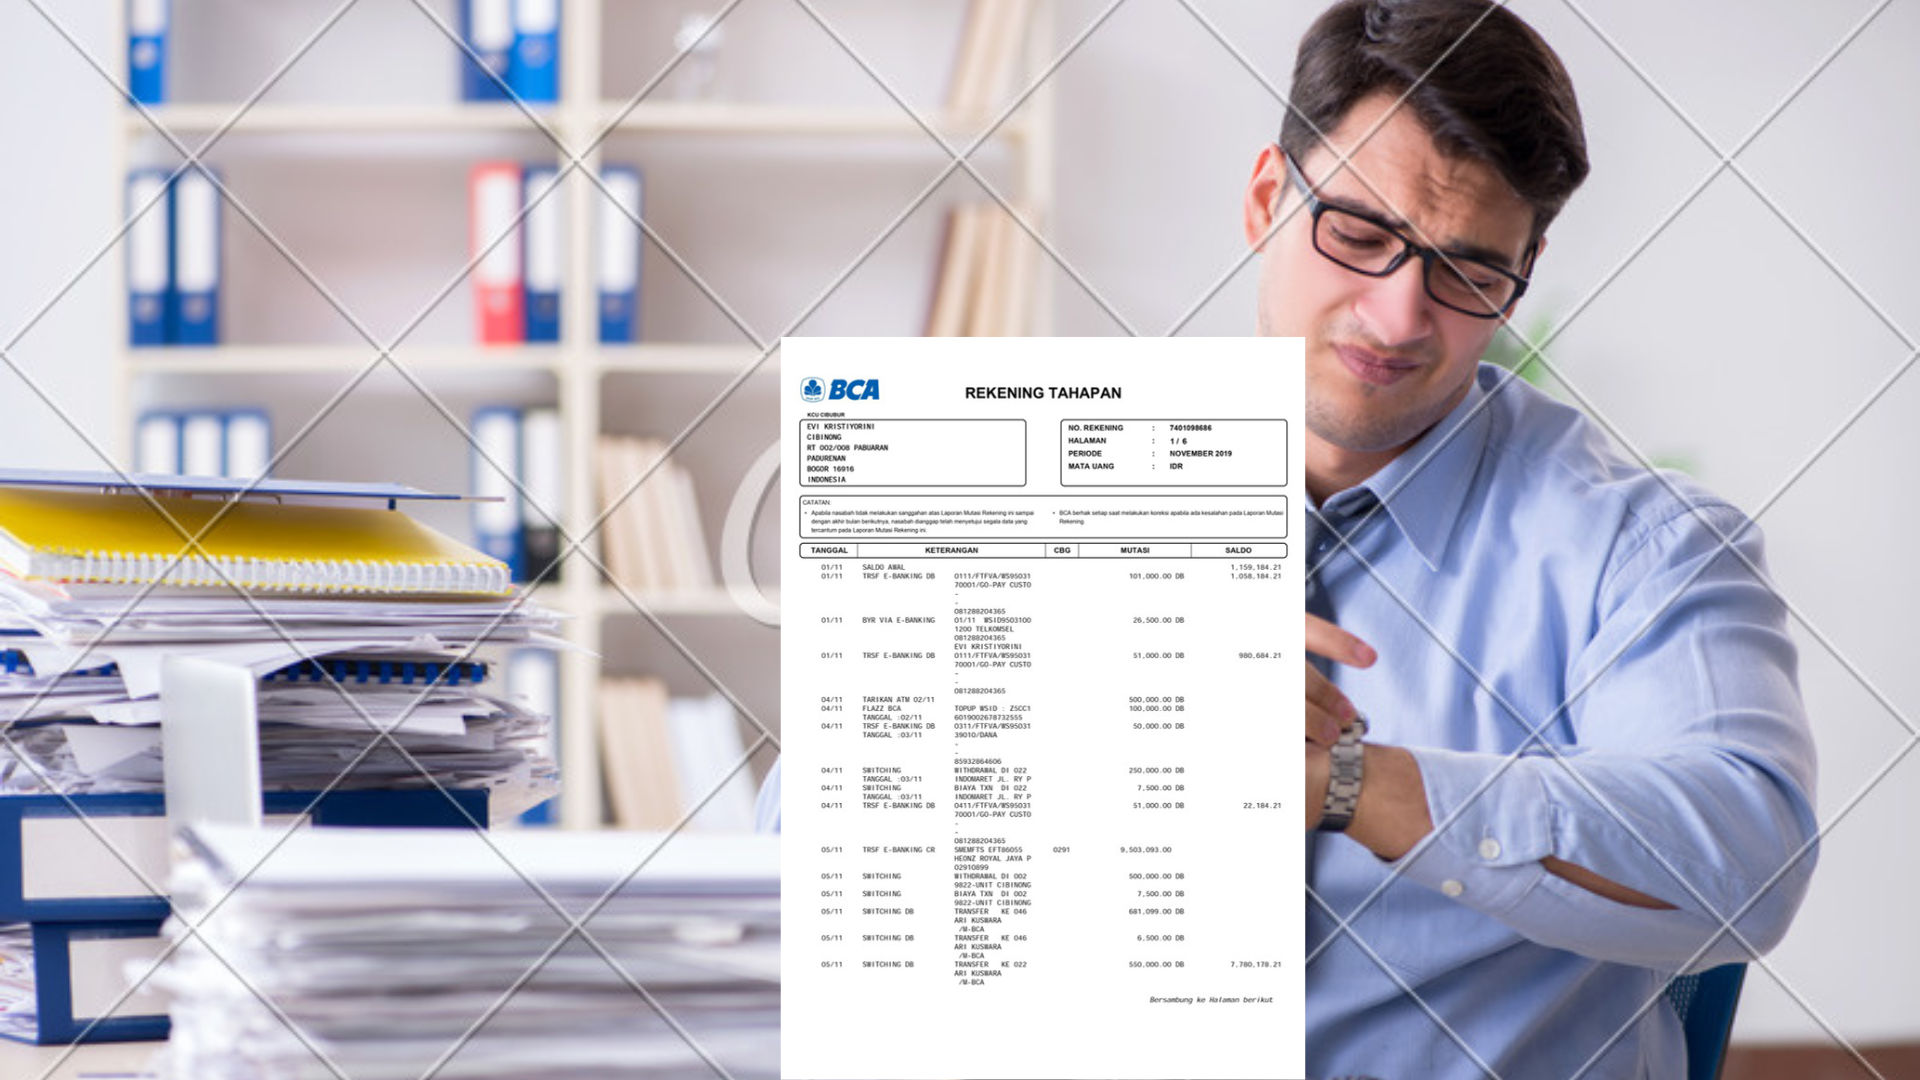 BCA
REKENING TAHAPAN
KCU CIBUBUR
EVI KRISTIYORINI
CIBINONG
RT 002/008 PABUARAN
PADURENAN
BOGOR 16916
INDONESIA
NO. REKENING : 7401098686
HALAMAN : 1 / 6
PERIODE : NOVEMBER 2019
MATA UANG : IDR
CATATAN:
• Apabila nasabah tidak melakukan sanggahan atas Laporan Mutasi Rekening ini sampai
dengan akhir bulan berikutnya, nasabah dianggap telah menyetujui segala data yang
tercantum pada Laporan Mutasi Rekening ini.
• BCA berhak setiap saat melakukan koreksi apabila ada kesalahan pada Laporan Mutasi
Rekening
TANGGAL KETERANGAN CBG MUTASI SALDO
01/11 SALDO AWAL 1,159,184.21
01/11 TRSF E-BANKING DB 0111/FTFVA/WS95031 101,000.00 DB 1,058,184.21
70001/GO-PAY CUSTO
-
-
081288204365
01/11 BYR VIA E-BANKING 01/11 WSID9503100 26,500.00 DB
1200 TELKOMSEL
081288204365
EVI KRISTIYORINI
01/11 TRSF E-BANKING DB 0111/FTFVA/WS95031 51,000.00 DB 980,684.21
70001/GO-PAY CUSTO
-
-
081288204365
04/11 TARIKAN ATM 02/11 500,000.00 DB
04/11 FLAZZ BCA TOPUP WSID : ZSCC1 100,000.00 DB
TANGGAL :02/11 6019002678732555
04/11 TRSF E-BANKING DB 0311/FTFVA/WS95031 50,000.00 DB
TANGGAL :03/11 39010/DANA
-
-
85932864606
04/11 SWITCHING WITHDRAWAL DI 022 250,000.00 DB
TANGGAL :03/11 INDOMARET JL. RY P
04/11 SWITCHING BIAYA TXN DI 022 7,500.00 DB
TANGGAL :03/11 INDOMARET JL. RY P
04/11 TRSF E-BANKING DB 0411/FTFVA/WS95031 51,000.00 DB 22,184.21
70001/GO-PAY CUSTO
-
-
081288204365
05/11 TRSF E-BANKING CR SMEMFTS EFT86055 0291 9,503,093.00
HEONZ ROYAL JAYA P
02910899
05/11 SWITCHING WITHDRAWAL DI 002 500,000.00 DB
9822-UNIT CIBINONG
05/11 SWITCHING BIAYA TXN DI 002 7,500.00 DB
9822-UNIT CIBINONG
05/11 SWITCHING DB TRANSFER KE 046 681,099.00 DB
ARI KUSWARA
/M-BCA
05/11 SWITCHING DB TRANSFER KE 046 6,500.00 DB
ARI KUSWARA
/M-BCA
05/11 SWITCHING DB TRANSFER KE 022 550,000.00 DB 7,780,178.21
ARI KUSWARA
/M-BCA
Bersambung ke Halaman berikut